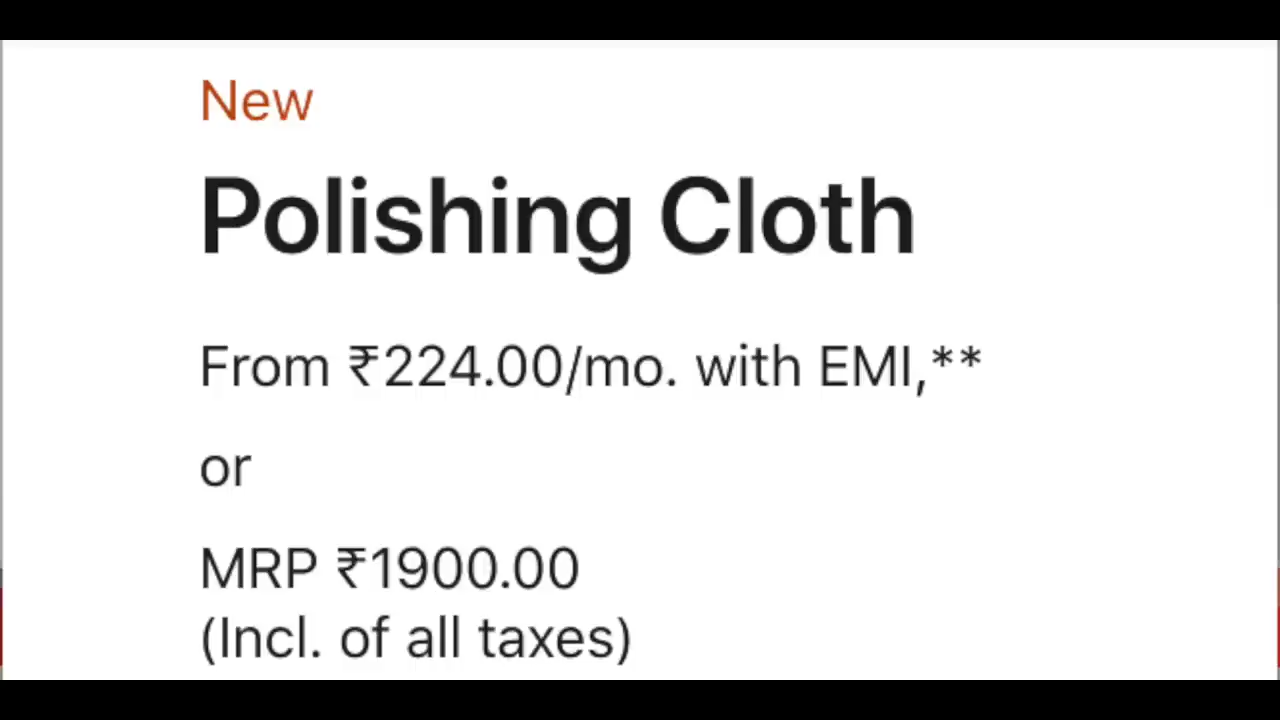 New
Polishing Cloth
From ₹224.00/mo. with EMI,**
or
MRP ₹1900.00
(Incl. of all taxes)